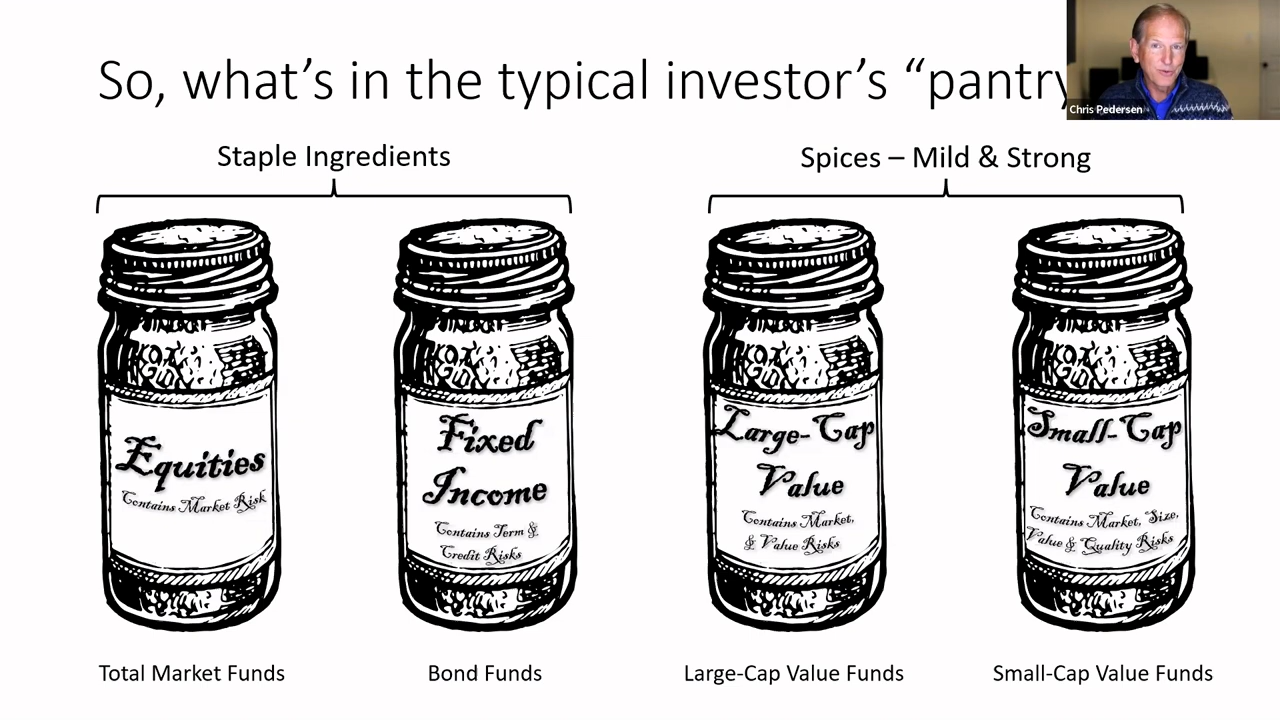 So, what's in the typical investor's “pantry
Chris Pedersen
Staple Ingredients
Spices – Mild & Strong
Equities
Contains Market Risk
Fixed
Income
Contains Term &
Credit Risks
Large-Cap
Value
Contains Market,
& Value Risks
Small-Cap
Value
Contains Market, Size,
Value & Quality Risks
Total Market Funds
Bond Funds
Large-Cap Value Funds
Small-Cap Value Funds